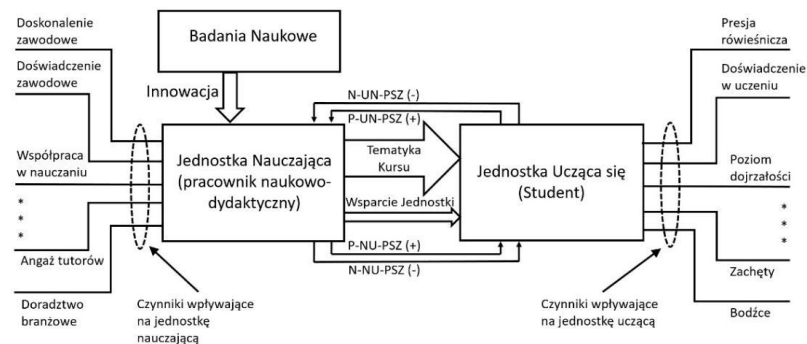 Doskonalenie
zawodowe
Doświadczenie
zawodowe
Współpraca
w nauczaniu
*
*
*
Angaż tutorów
Doradztwo
branżowe
Badania Naukowe
Innowacja
Jednostka Nauczająca
(pracownik naukowo-
dydaktyczny)
Czynniki wpływające
na jednostkę
nauczającą
N-UN-PSZ (-)
P-UN-PSZ (+)
Tematyka
Kursu
Wsparcie Jednostki
P-NU-PSZ (+)
N-NU-PSZ (-)
Jednostka Ucząca się
(Student)
Czynniki wpływające
na jednostkę uczącą
Presja
rówieśnicza
Doświadczenie
w uczeniu
Poziom
dojrzałości
*
*
*
Zachęty
Bodźce